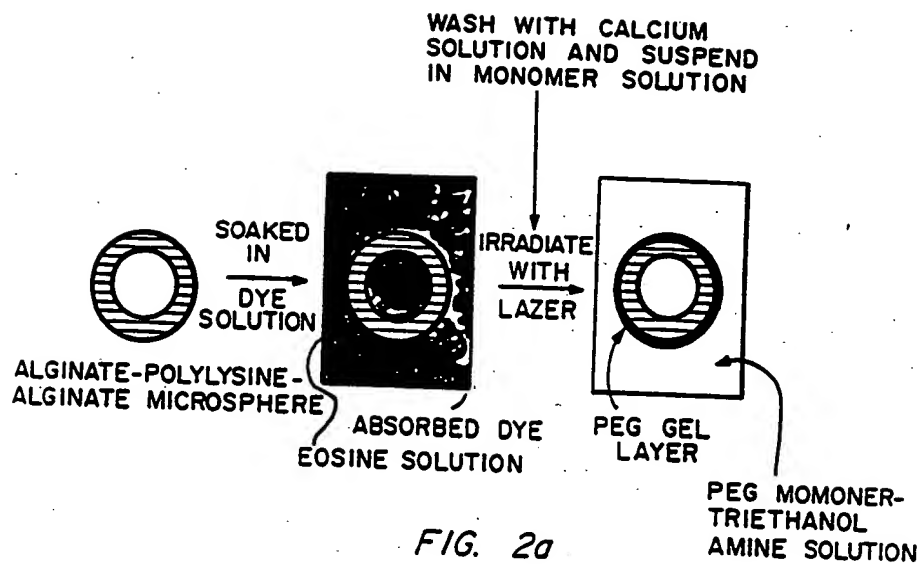 WASH WITH CALCIUM
SOLUTION AND SUSPEND
IN MONOMER SOLUTION
SOAKED
IN
DYE
SOLUTION
IRRADIATE
WITH
LAZER
ALGINATE-POLYLYSINE-
ALGINATE MICROSPHERE
ABSORBED DYE
EOSINE SOLUTION
PEG GEL
LAYER
PEG MOMONER-
TRIETHANOL
AMINE SOLUTION
FIG. 2a